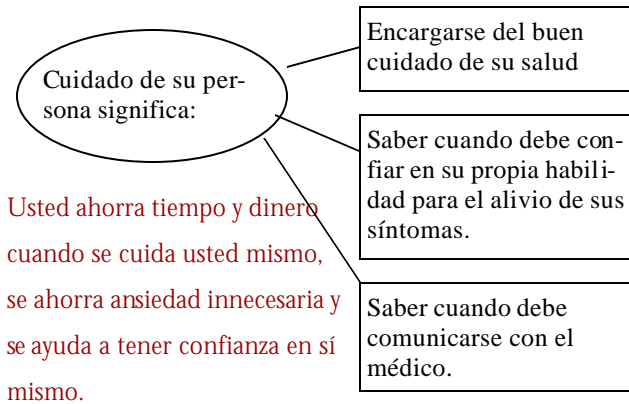 Cuidado de su per-
sona significa:
Encargarse del buen
cuidado de su salud
Saber cuando debe con-
fiar en su propia habili-
dad para el alivio de sus
síntomas.
Saber cuando debe
comunicarse con el
médico.
Usted ahorra tiempo y dinero
cuando se cuida usted mismo,
se ahorra ansiedad innecesaria y
se ayuda a tener confianza en sí
mismo.